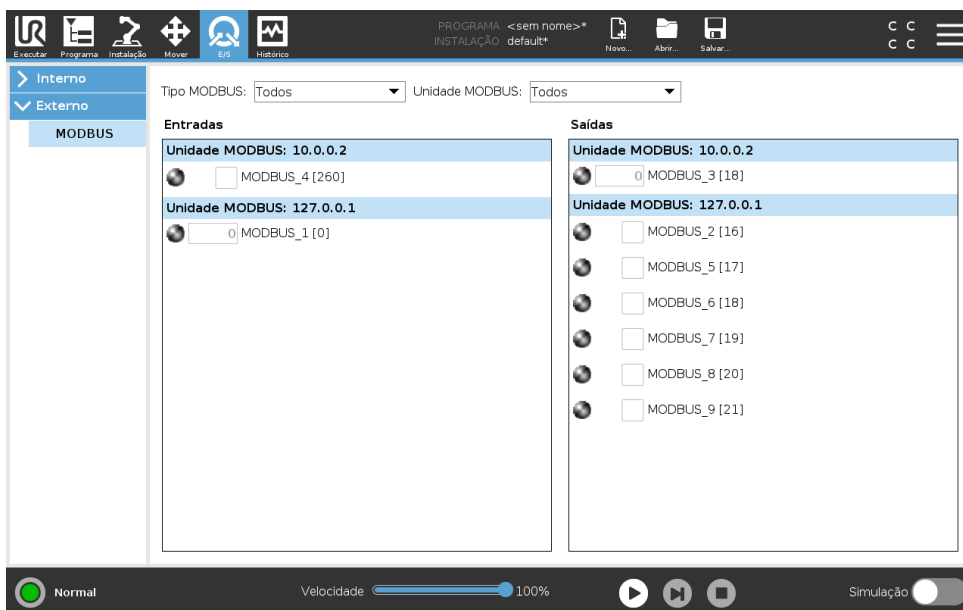 UR
PROGRAMA <sem nome>*
INSTALAÇÃO default*
Executar Programa Instalação Mover E/S Histórico Novo... Abrir... Salvar...
C C
C C
Interno
Externo
MODBUS
Tipo MODBUS: Todos Unidade MODBUS: Todos
Entradas
Unidade MODBUS: 10.0.0.2
MODBUS_4 [260]
Unidade MODBUS: 127.0.0.1
0 MODBUS_1 [0]
Saídas
Unidade MODBUS: 10.0.0.2
0 MODBUS_3 [18]
Unidade MODBUS: 127.0.0.1
MODBUS_2 [16]
MODBUS_5 [17]
MODBUS_6 [18]
MODBUS_7 [19]
MODBUS_8 [20]
MODBUS_9 [21]
Normal Velocidade 100% Simulação